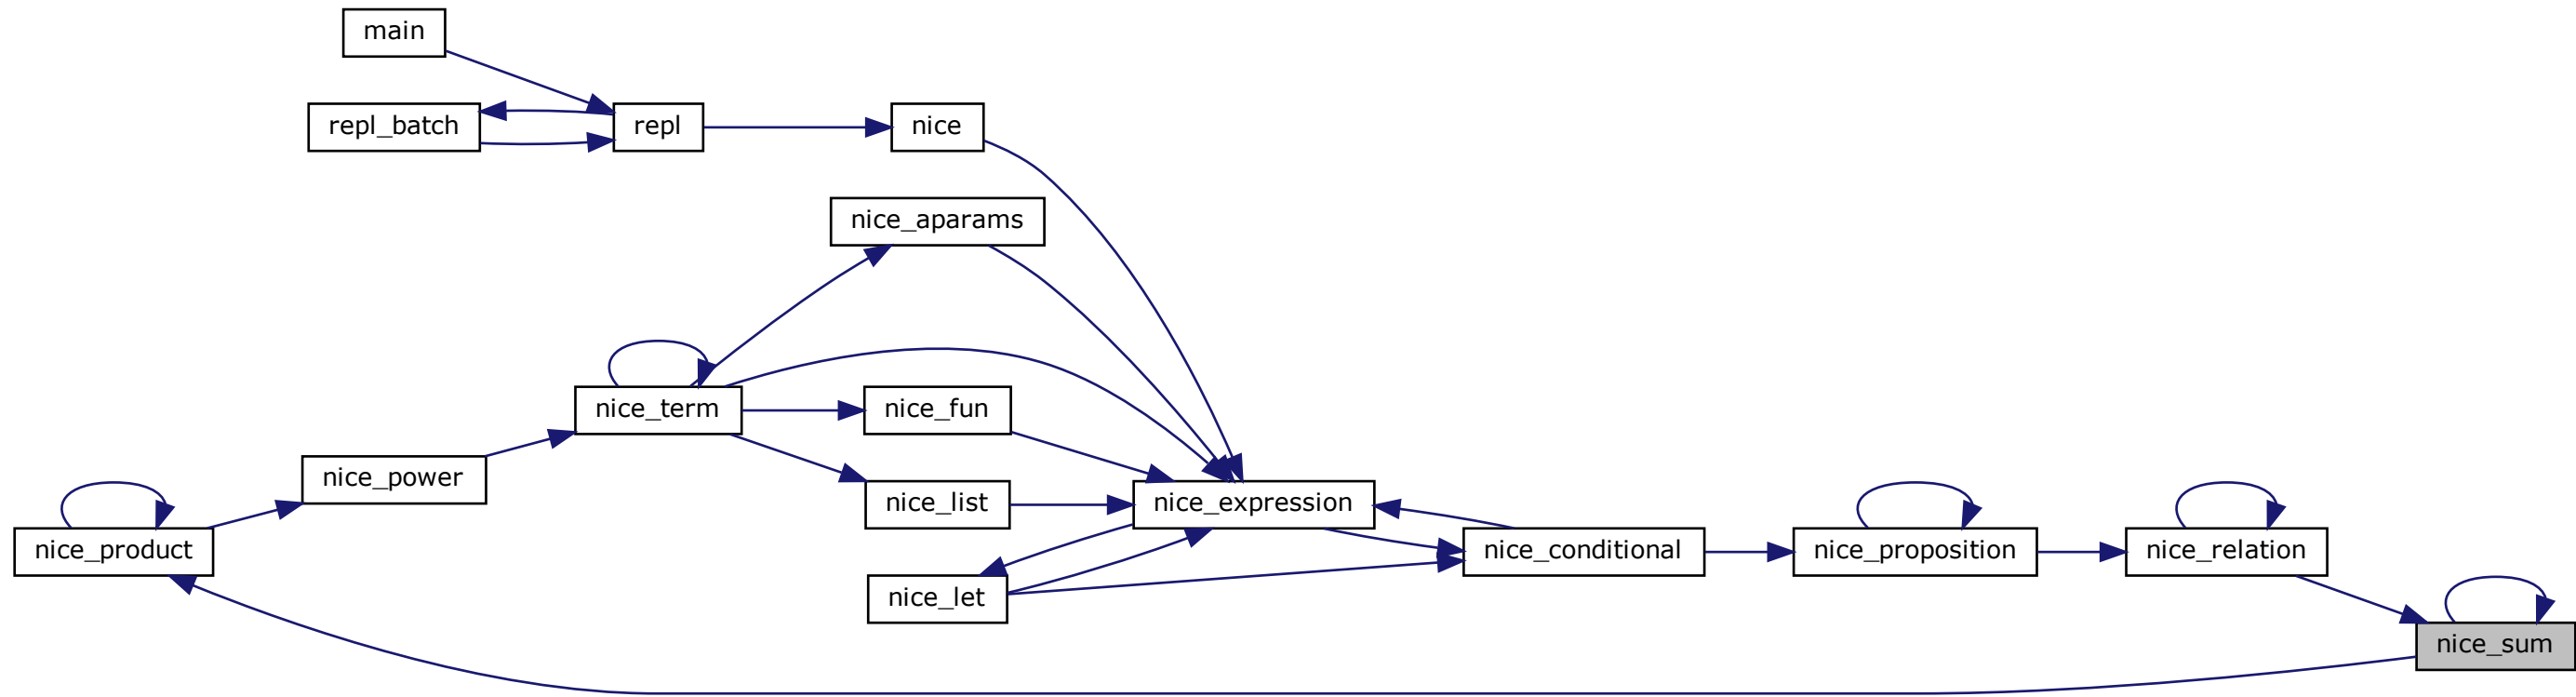 main
repl_batch
repl
nice
nice_aparams
nice_term
nice_fun
nice_power
nice_list
nice_expression
nice_product
nice_conditional
nice_proposition
nice_relation
nice_let
nice_sum